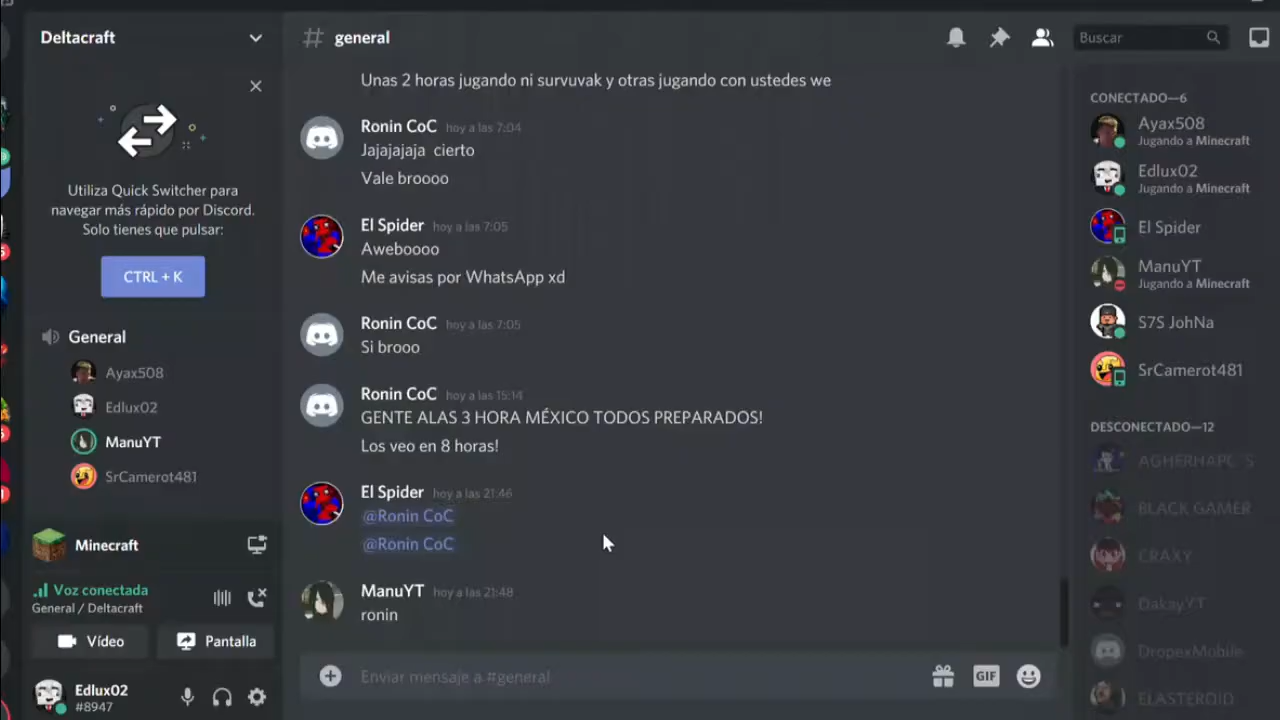 Deltacraft
Utiliza Quick Switcher para
navegar más rápido por Discord.
Solo tienes que pulsar:
CTRL + K
General
Ayax508
Edlux02
ManuYT
SrCamerot481
Minecraft
Voz conectada
General / Deltacraft
Vídeo
Pantalla
Edlux02
#8947
# general
Unas 2 horas jugando ni survuvak y otras jugando con ustedes we
Ronin CoC hoy a las 7:04
Jajajajaja cierto
Vale broooo
El Spider hoy a las 7:05
Aweboooo
Me avisas por WhatsApp xd
Ronin CoC hoy a las 7:05
Si brooo
Ronin CoC hoy a las 15:14
GENTE ALAS 3 HORA MÉXICO TODOS PREPARADOS!
Los veo en 8 horas!
El Spider hoy a las 21:46
@Ronin CoC
@Ronin CoC
ManuYT hoy a las 21:48
ronin
Enviar mensaje a #general
GIF
Buscar
CONECTADO—6
Ayax508
Jugando a Minecraft
Edlux02
Jugando a Minecraft
El Spider
ManuYT
Jugando a Minecraft
S7S JohNa
SrCamerot481
DESCONECTADO—12
AGHERHAPC´S
BLACK GAMER
CRAXY
DakayYT
DropexMobile
ELASTEROID